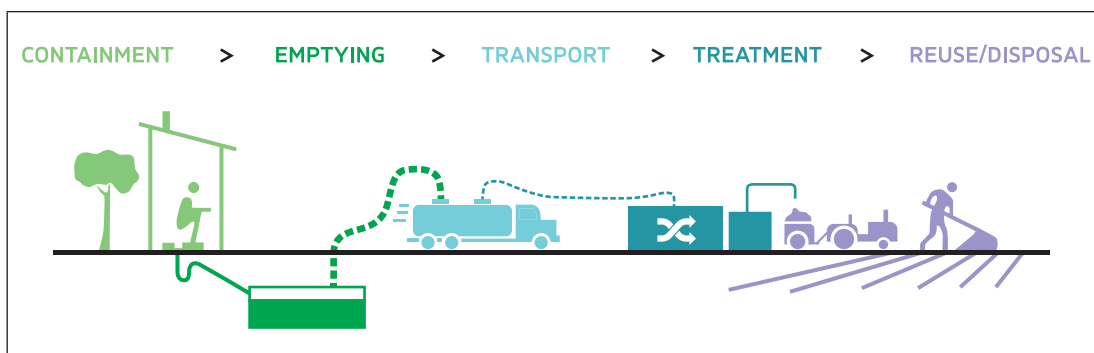 CONTAINMENT > EMPTYING > TRANSPORT > TREATMENT > REUSE/DISPOSAL